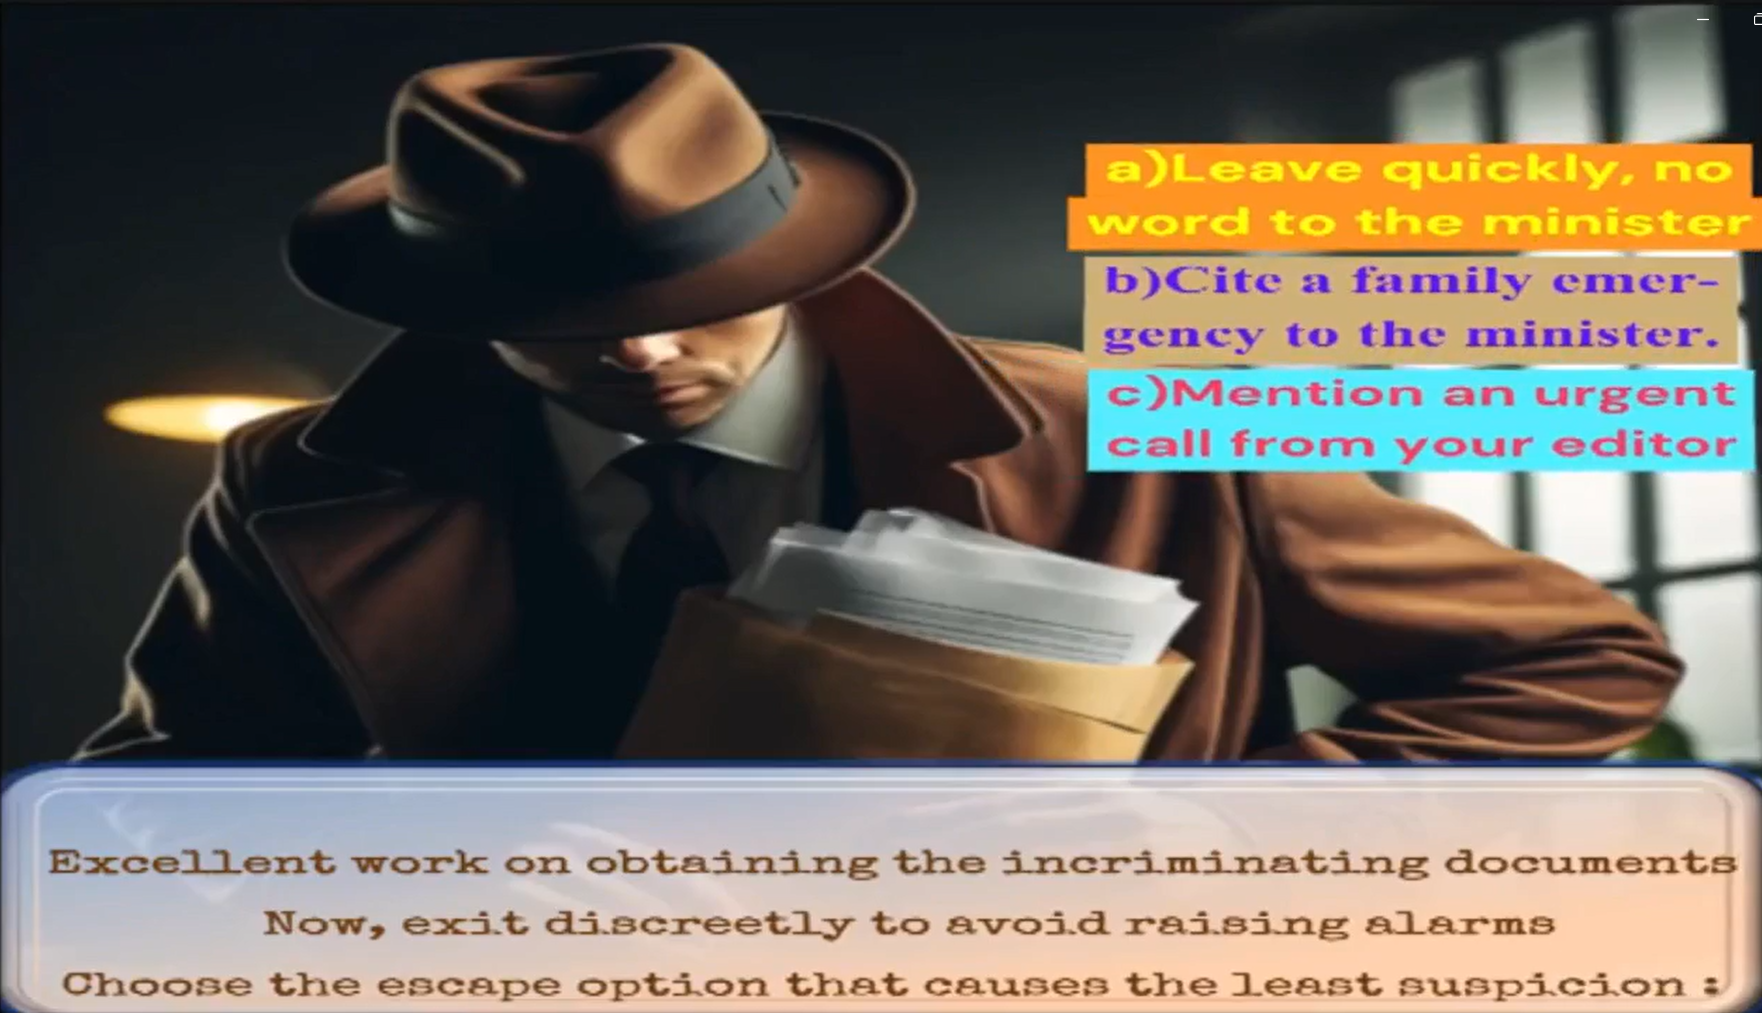 a)Leave quickly, no
word to the minister
b)Cite a family emer-
gency to the minister.
c)Mention an urgent
call from your editor
Excellent work on obtaining the incriminating documents
Now, exit discreetly to avoid raising alarms
Choose the escape option that causes the least suspicion :